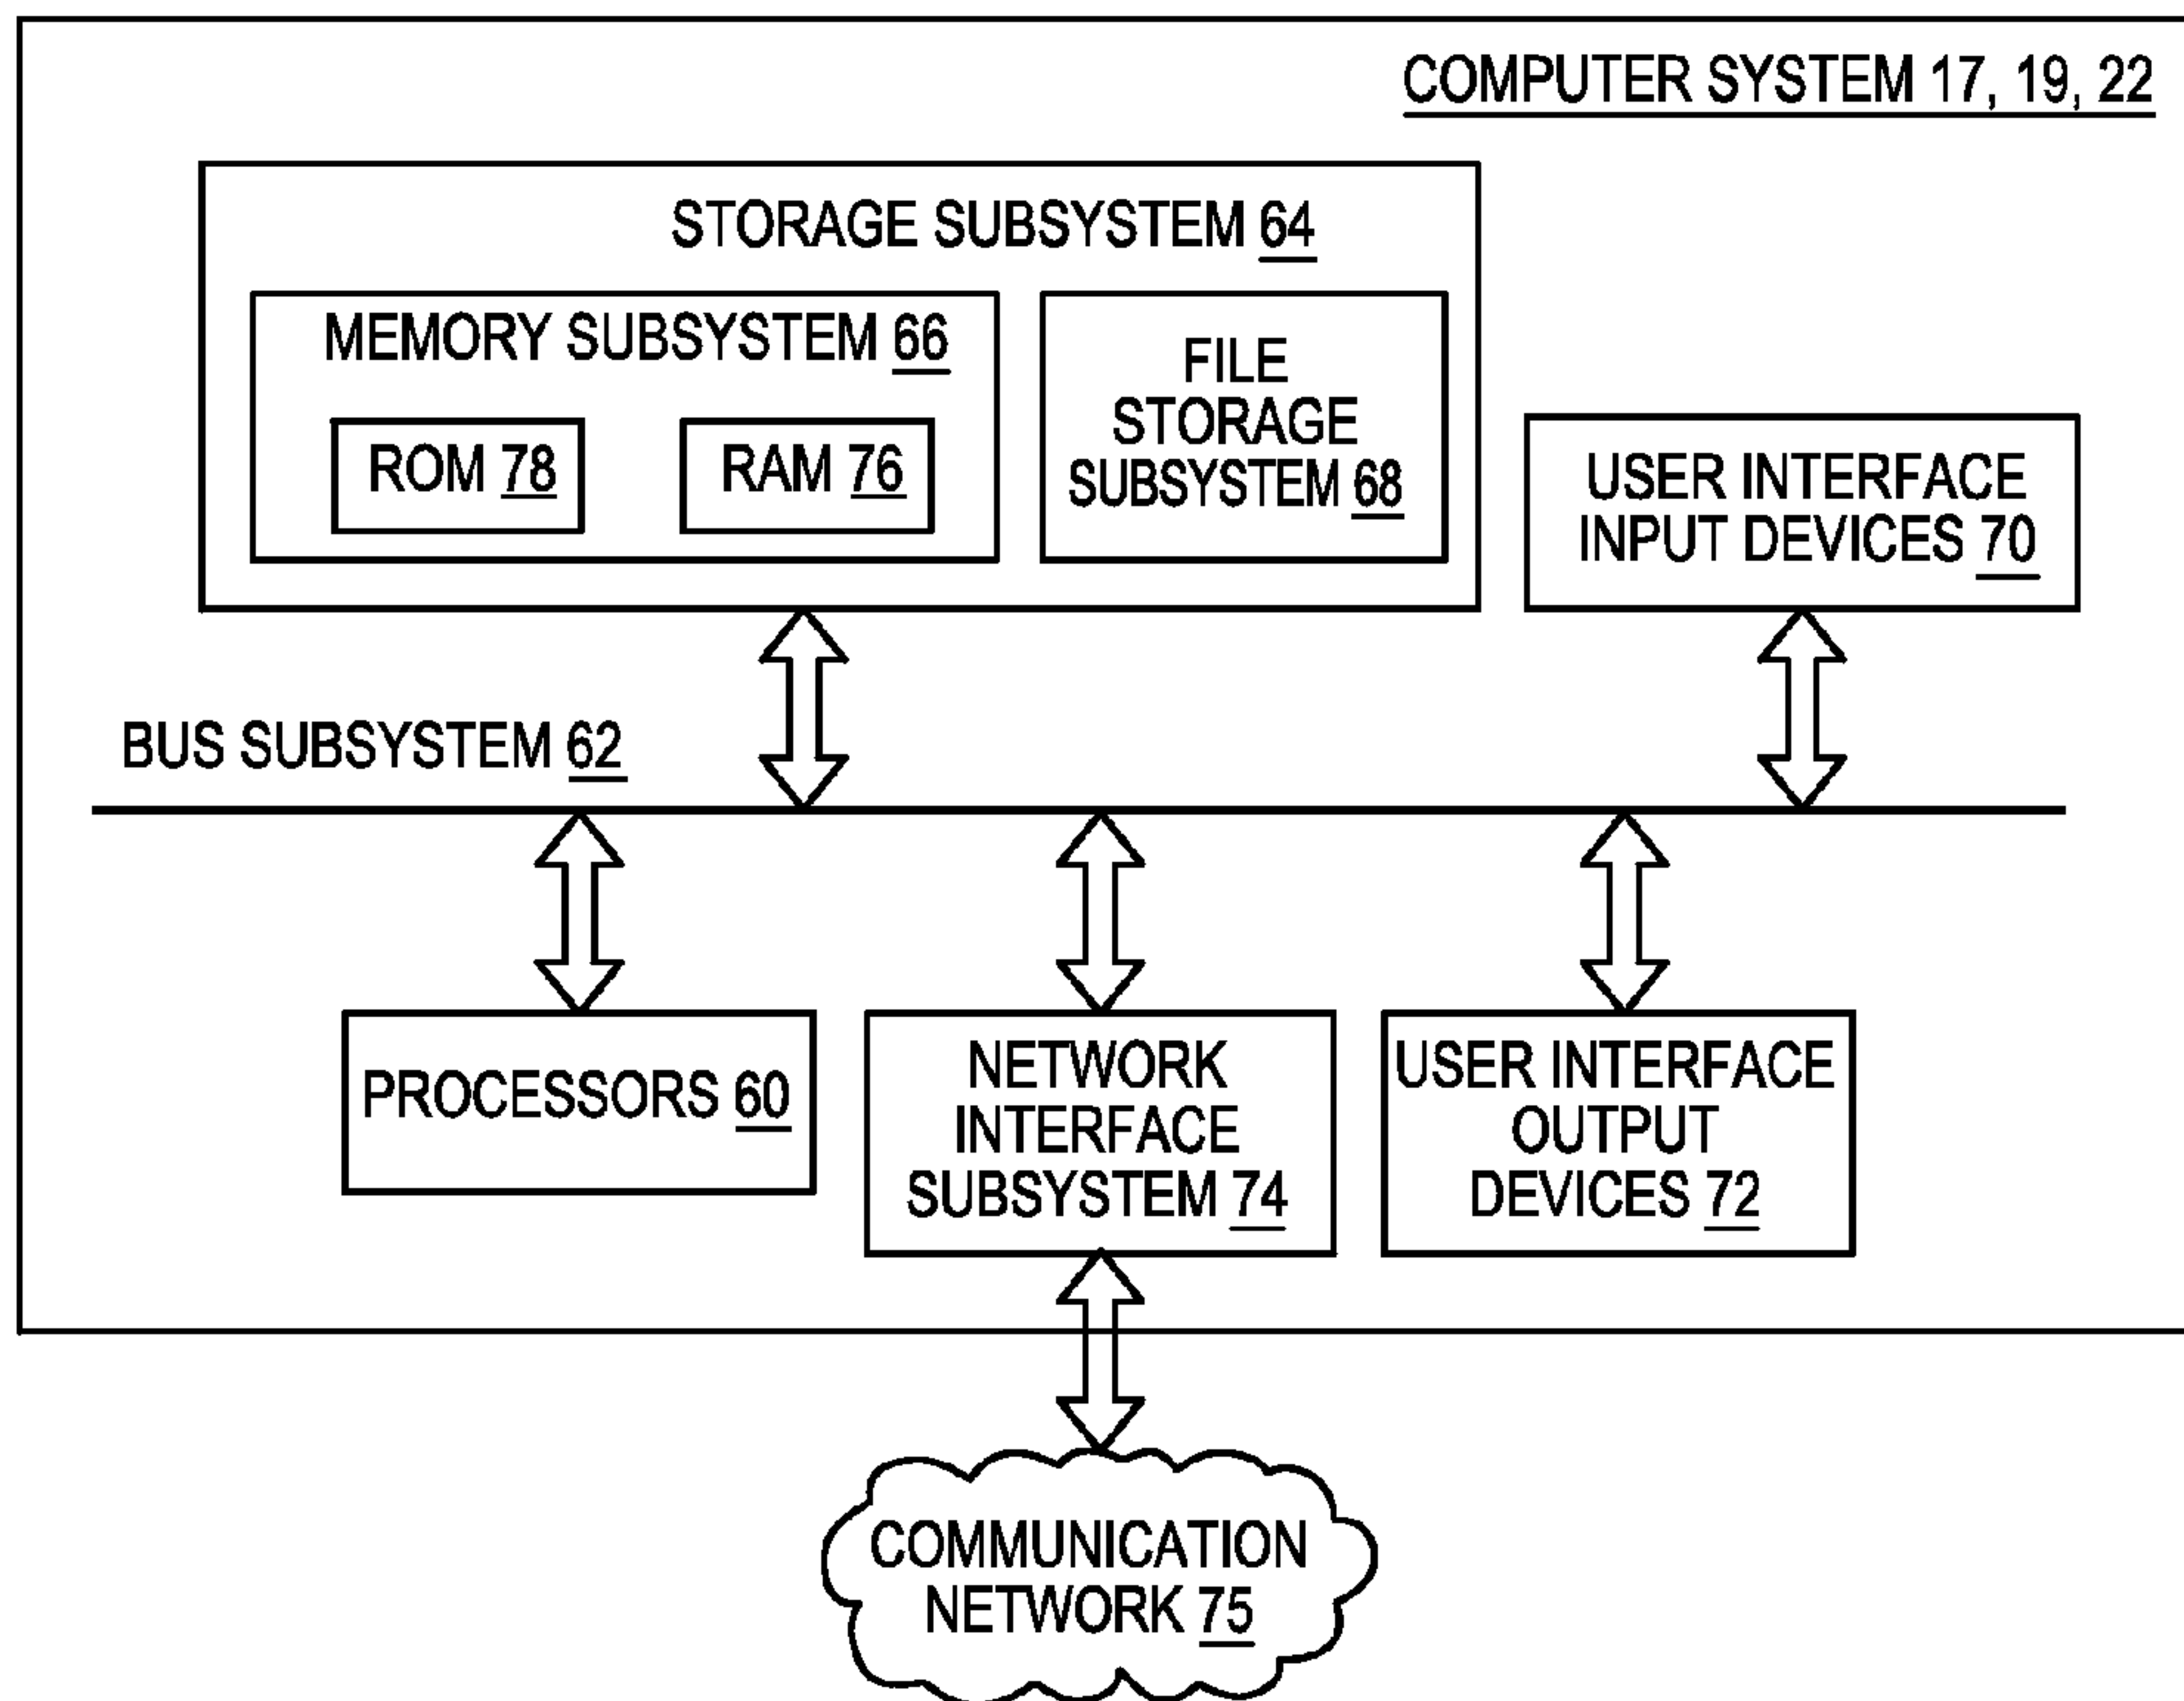 COMPUTER SYSTEM 17, 19, 22
STORAGE SUBSYSTEM 64
MEMORY SUBSYSTEM 66
ROM 78
RAM 76
FILE
STORAGE
SUBSYSTEM 68
USER INTERFACE
INPUT DEVICES 70
BUS SUBSYSTEM 62
PROCESSORS 60
NETWORK
INTERFACE
SUBSYSTEM 74
USER INTERFACE
OUTPUT
DEVICES 72
COMMUNICATION
NETWORK 75